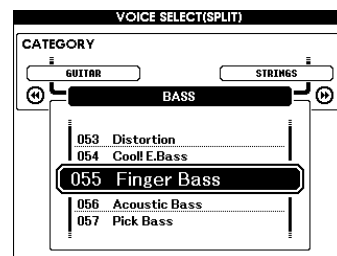 VOICE SELECT(SPLIT)
CATEGORY
GUITAR STRINGS
BASS
053 Distortion
054 Cool! E.Bass
055 Finger Bass
056 Acoustic Bass
057 Pick Bass